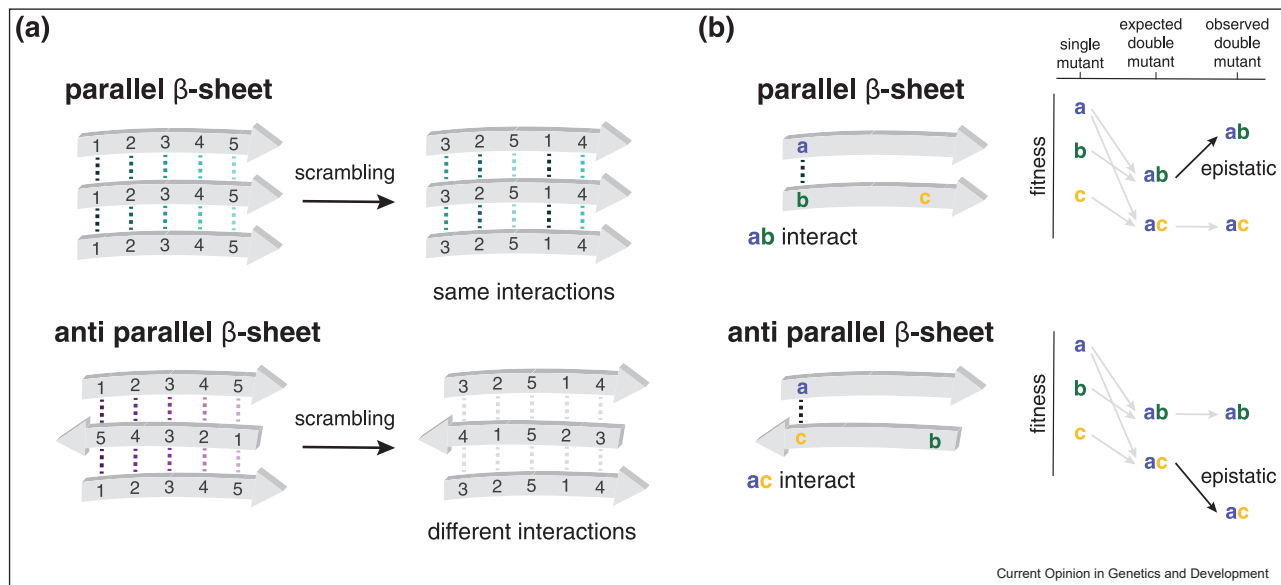 (a)
parallel β-sheet
1 2 3 4 5
1 2 3 4 5
1 2 3 4 5
scrambling
3 2 5 1 4
3 2 5 1 4
3 2 5 1 4
same interactions
anti parallel β-sheet
1 2 3 4 5
5 4 3 2 1
1 2 3 4 5
scrambling
3 2 5 1 4
4 1 5 2 3
3 2 5 1 4
different interactions
(b)
single
mutant
expected
double
mutant
observed
double
mutant
parallel β-sheet
a
b c
ab interact
fitness
a
b
c
ab
ac
ab
epistatic
ac
anti parallel β-sheet
a
c b
ac interact
fitness
a
b
c
ab
ac
ab
epistatic
ac
Current Opinion in Genetics and Development